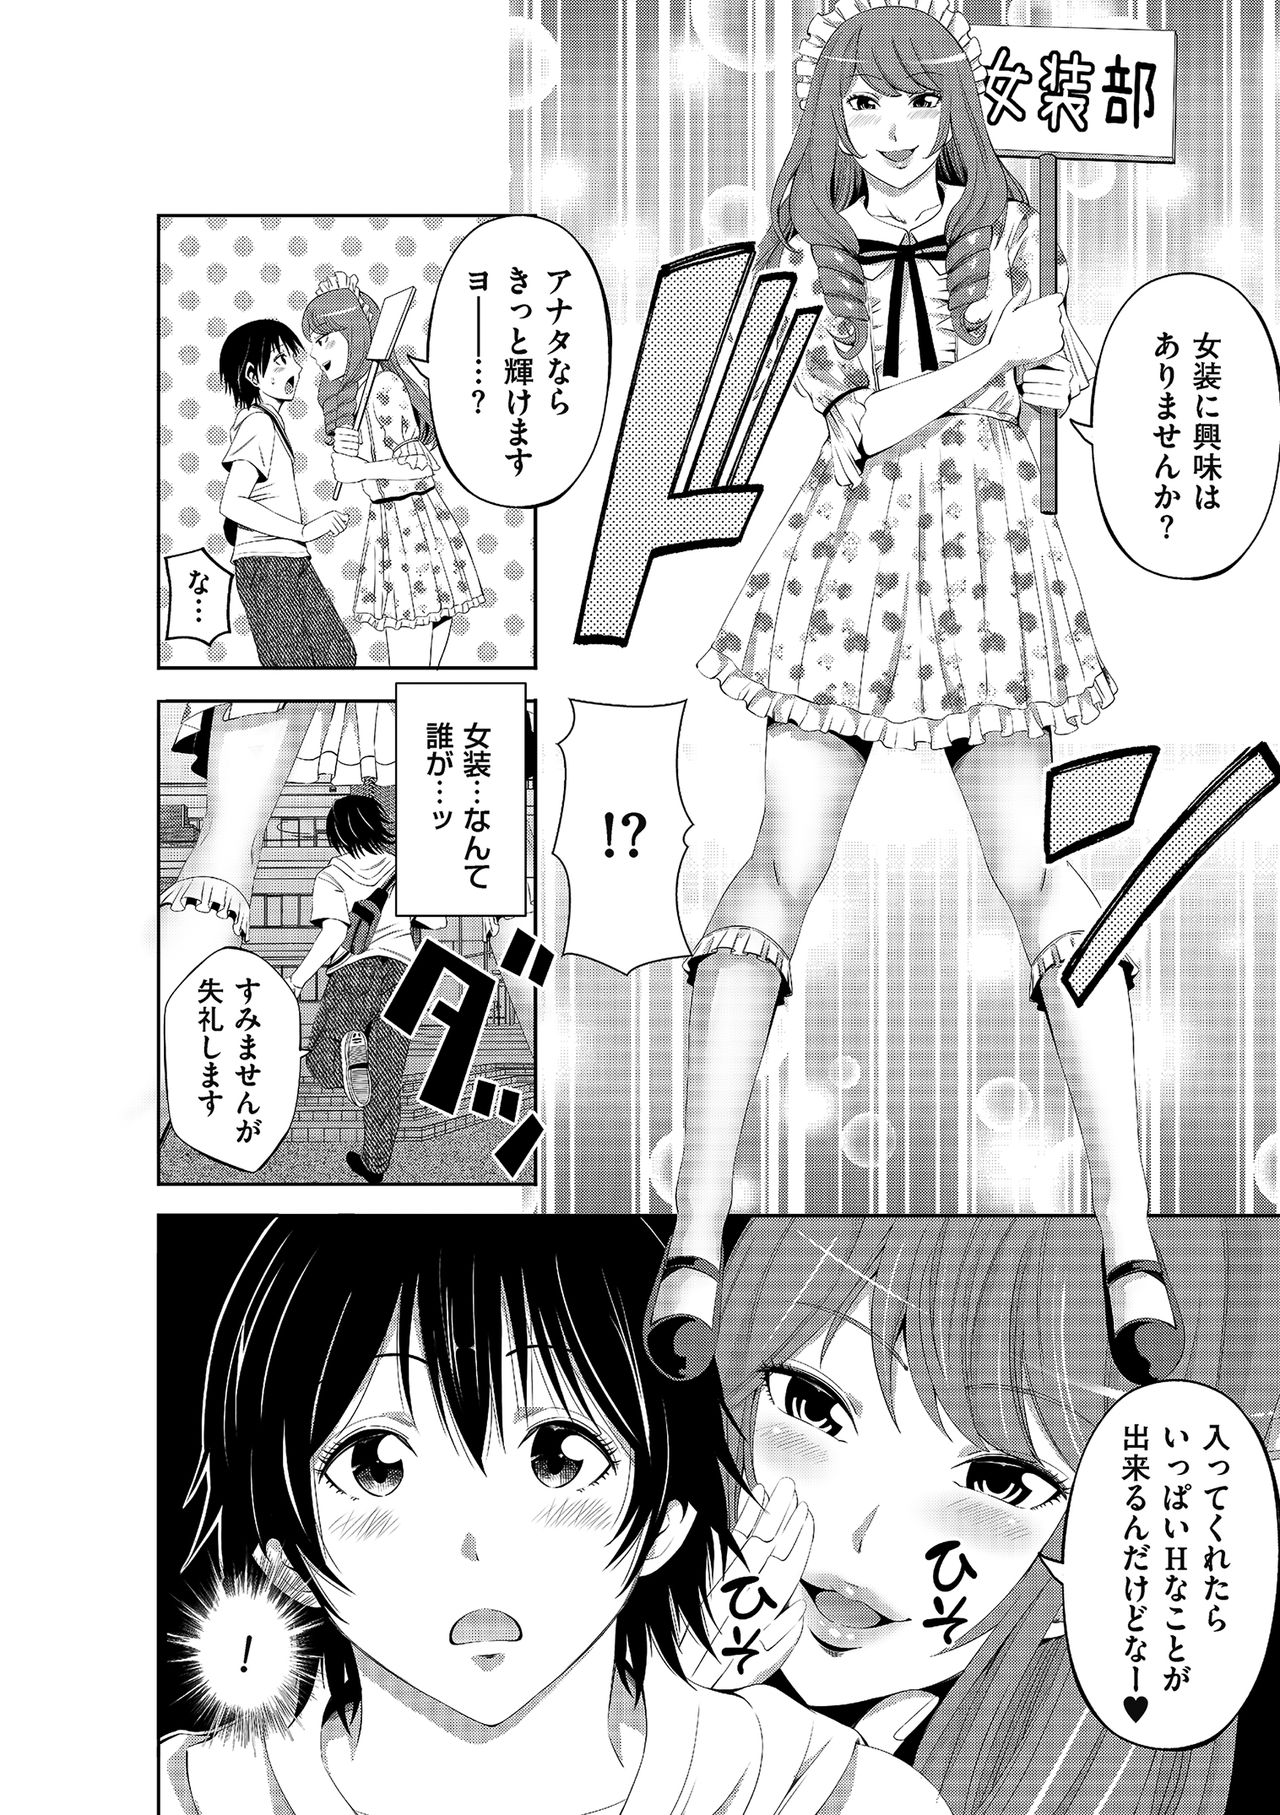 女装部
女装に興味は
ありませんか?
ドーン
!?
アナタなら
きっと輝けます
ヨ——…?
な…
女装…なんて
誰が…ッ
ダッ
すみませんが
失礼します
入ってくれたら
いっぱいHなことが
出来るんだけどなー♥
ひそ
ひそ
!